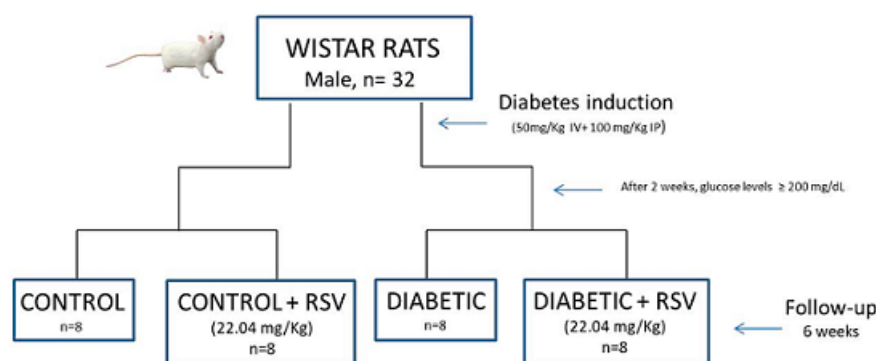 WISTAR RATS
Male, n= 32
Diabetes induction
(50mg/Kg IV+ 100 mg/Kg IP)
After 2 weeks, glucose levels ≥ 200 mg/dL
CONTROL
n=8
CONTROL + RSV
(22.04 mg/Kg)
n=8
DIABETIC
n=8
DIABETIC + RSV
(22.04 mg/Kg)
n=8
Follow-up
6 weeks